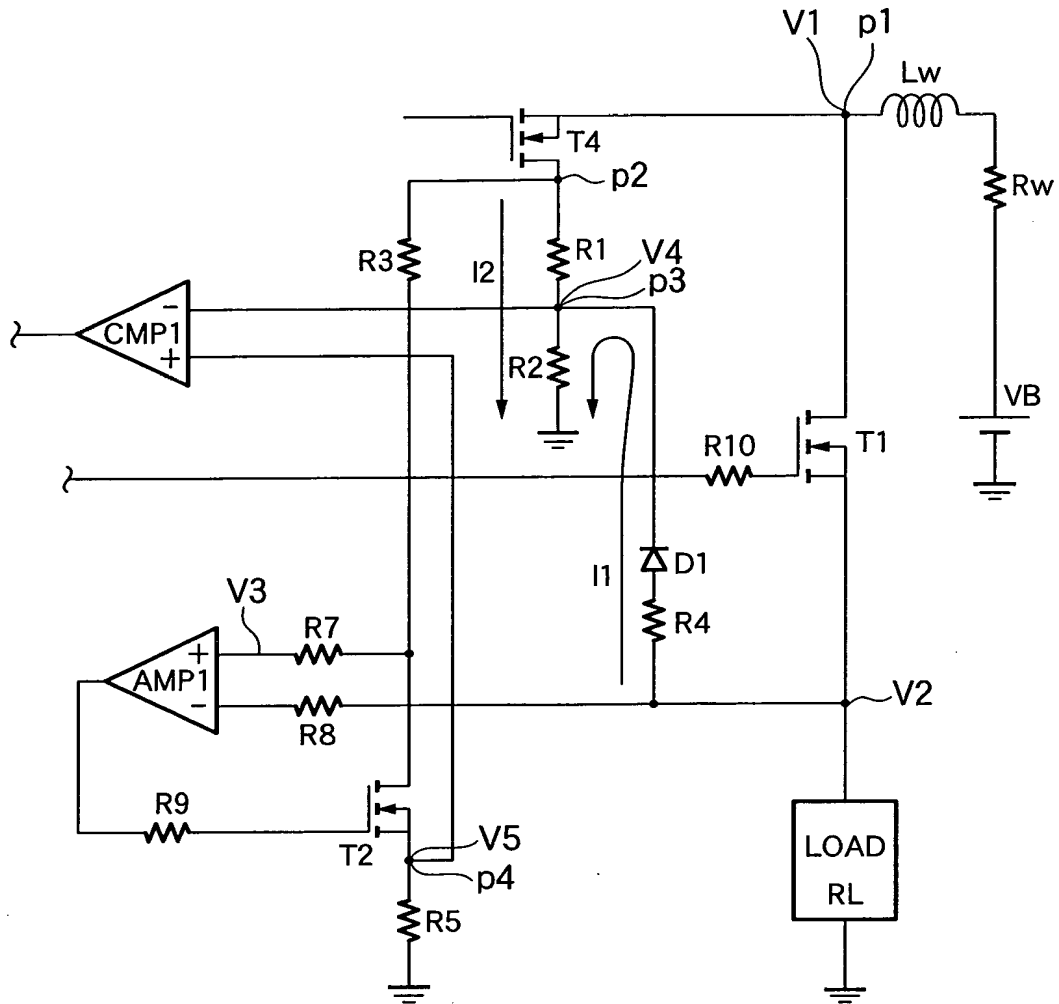 V1 p1
Lw
T4
p2
Rw
R3
I2
R1
V4
p3
-
CMP1
+
R2
VB
R10
T1
I1
D1
V3
R7
R4
+
AMP1
-
R8
V2
R9
T2
V5
p4
LOAD
RL
R5